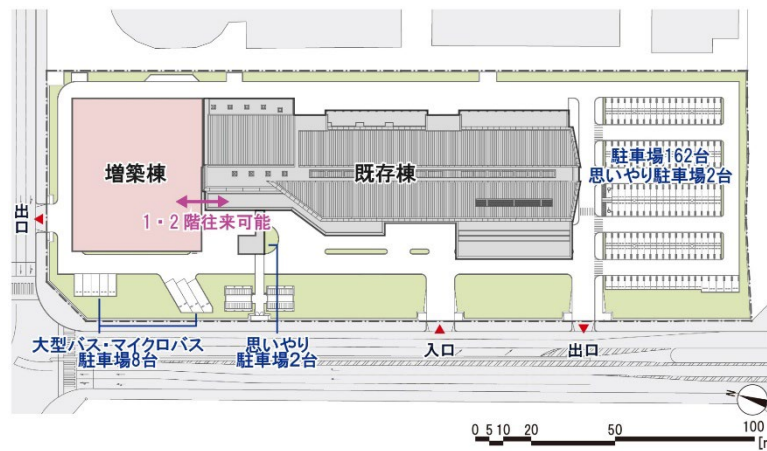 増築棟
既存棟
駐車場162台
思いやり駐車場2台
1・2階往来可能
出口
大型バス・マイクロバス
駐車場8台
思いやり
駐車場2台
入口
出口
N
0 5 10 20 50 100